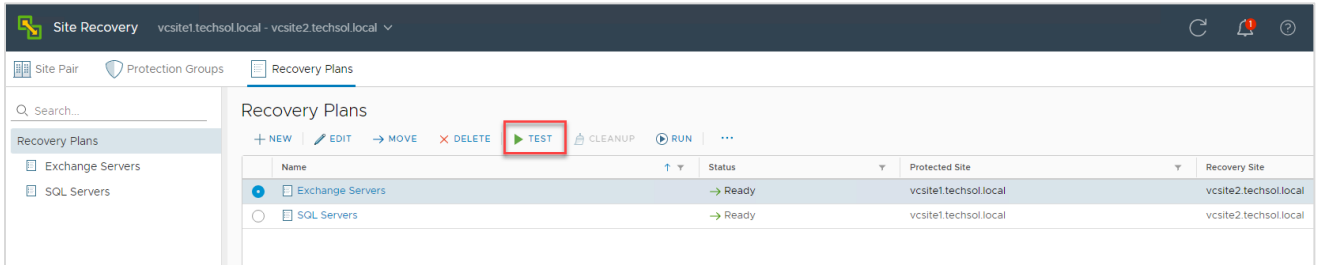 Site Recovery vcsite1.techsol.local - vcsite2.techsol.local
1
Site Pair Protection Groups Recovery Plans
Search...
Recovery Plans
Exchange Servers
SQL Servers
Recovery Plans
NEW EDIT MOVE DELETE TEST CLEANUP RUN ...
Name Status Protected Site Recovery Site
Exchange Servers Ready vcsite1.techsol.local vcsite2.techsol.local
SQL Servers Ready vcsite1.techsol.local vcsite2.techsol.local